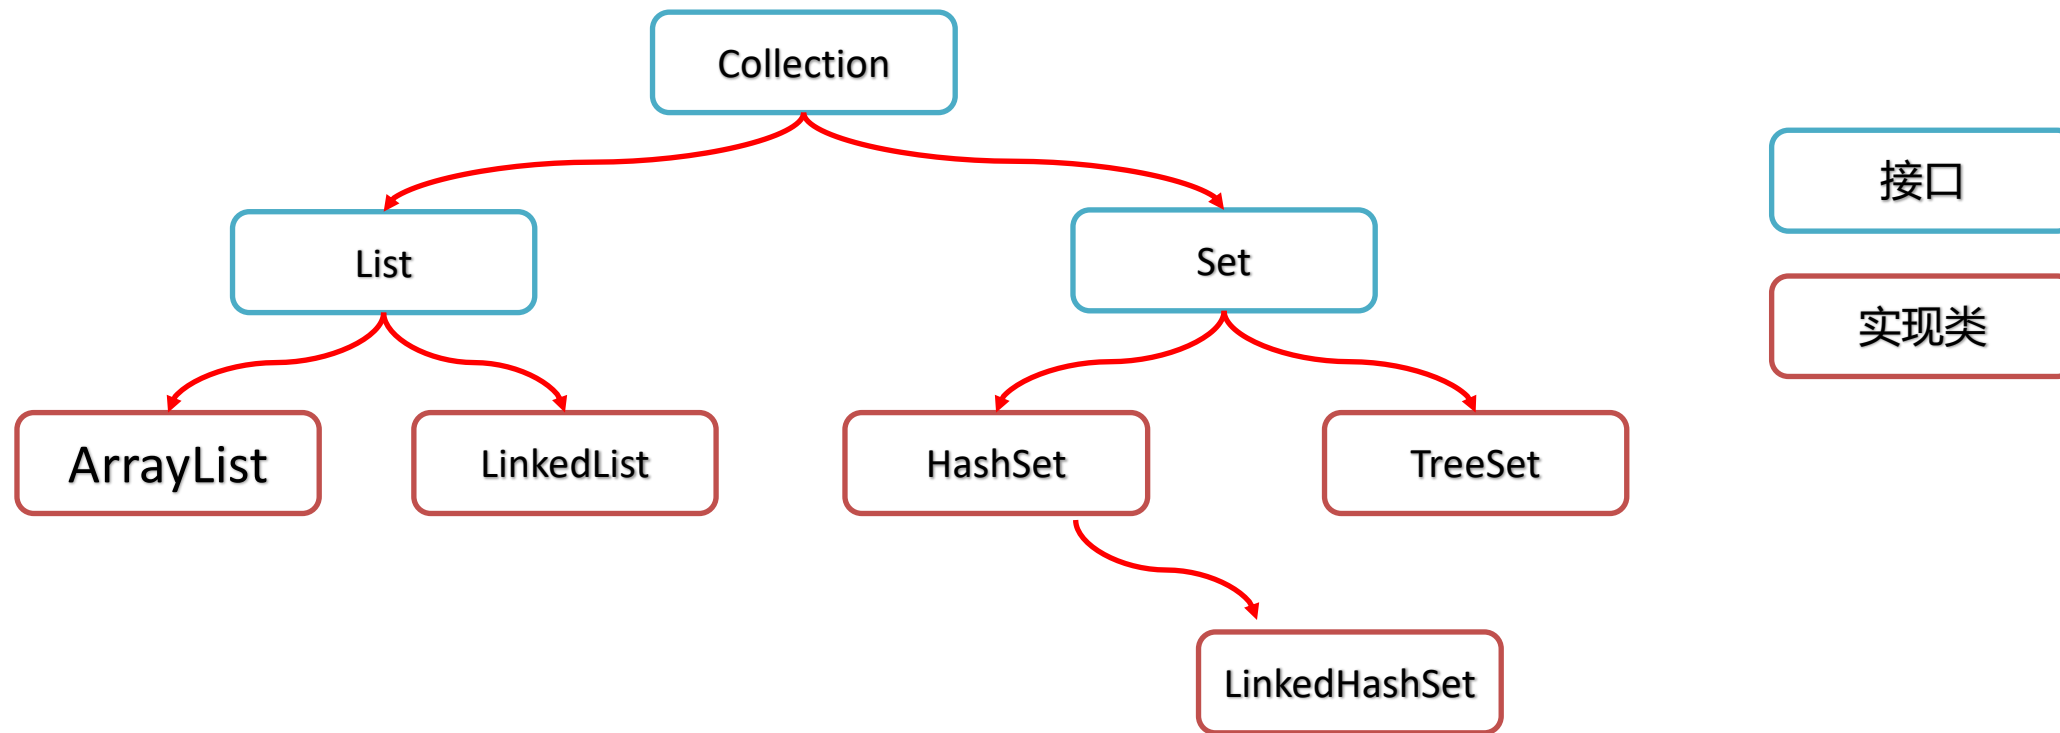 Collection
接口
List
Set
实现类
ArrayList
LinkedList
HashSet
TreeSet
LinkedHashSet